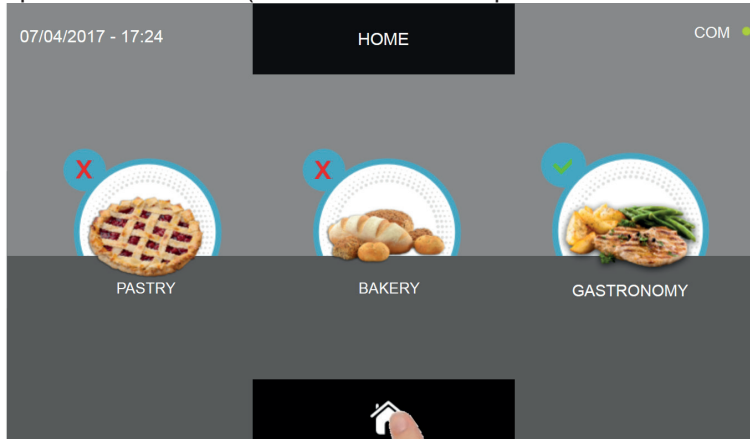 07/04/2017 - 17:24
HOME
COM
X
X
PASTRY
BAKERY
GASTRONOMY